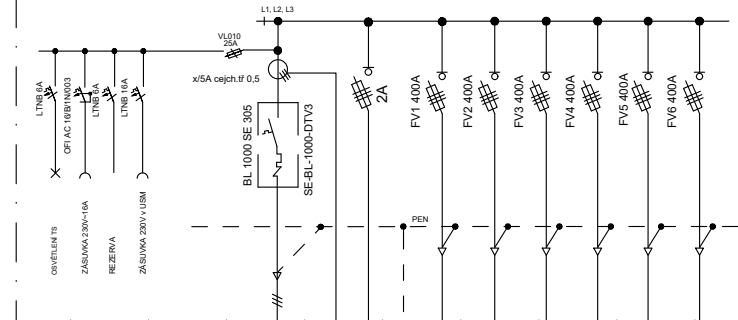 L1, L2, L3
VL010
25A
x/5A cejch.tř 0,5
LTNB 6A
OFI AC 16/B/1N/003
LTNB 6A
LTNB 16A
BL 1000 SE 305
SE-BL-1000-DTV3
2A
FV1 400A
FV2 400A
FV3 400A
FV4 400A
FV5 400A
FV6 400A
PEN
OSVĚTLENÍ TS
ZÁSUVKA 230V~16A
REZERVA
ZÁSUVKA 230V v USM